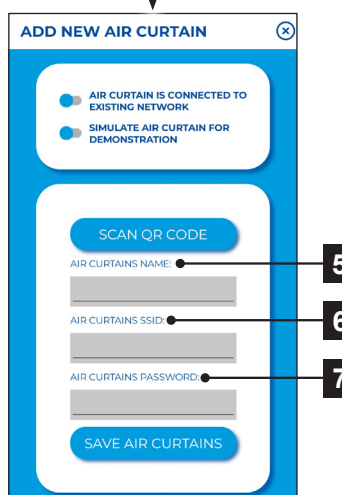 ADD NEW AIR CURTAIN
AIR CURTAIN IS CONNECTED TO
EXISTING NETWORK
SIMULATE AIR CURTAIN FOR
DEMONSTRATION
SCAN QR CODE
AIR CURTAINS NAME:
5
AIR CURTAINS SSID:
6
AIR CURTAINS PASSWORD:
7
SAVE AIR CURTAINS